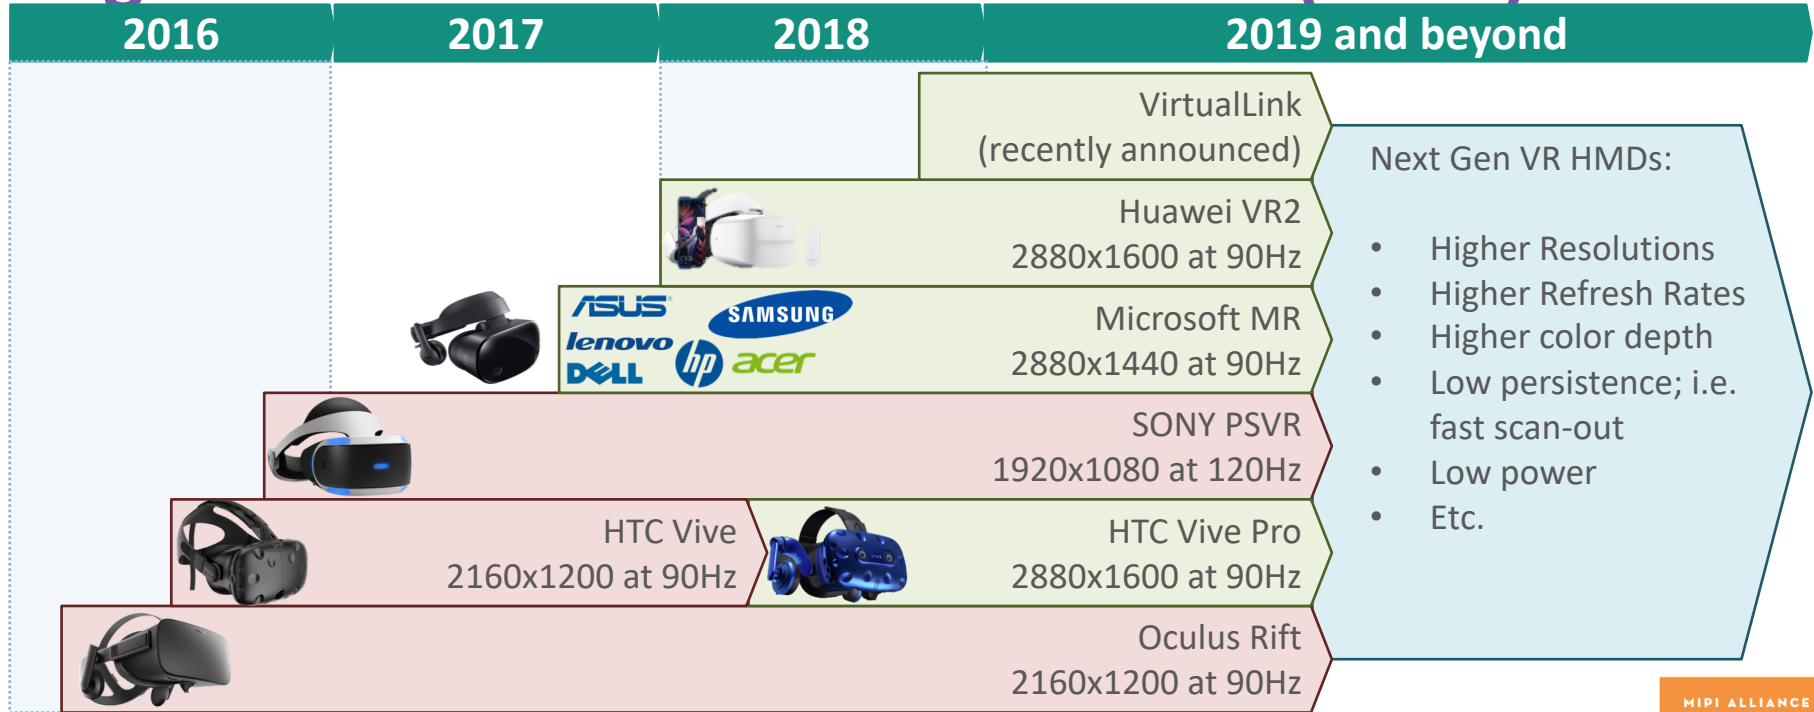 2016 2017 2018 2019 and beyond
VirtualLink
(recently announced)
Huawei VR2
2880x1600 at 90Hz
ASUS
SAMSUNG
lenovo
DELL
hp
acer
Microsoft MR
2880x1440 at 90Hz
SONY PSVR
1920x1080 at 120Hz
HTC Vive
2160x1200 at 90Hz
VIVE
HTC Vive Pro
2880x1600 at 90Hz
Oculus Rift
2160x1200 at 90Hz
Next Gen VR HMDs:
• Higher Resolutions
• Higher Refresh Rates
• Higher color depth
• Low persistence; i.e.
fast scan-out
• Low power
• Etc.
MIPI ALLIANCE